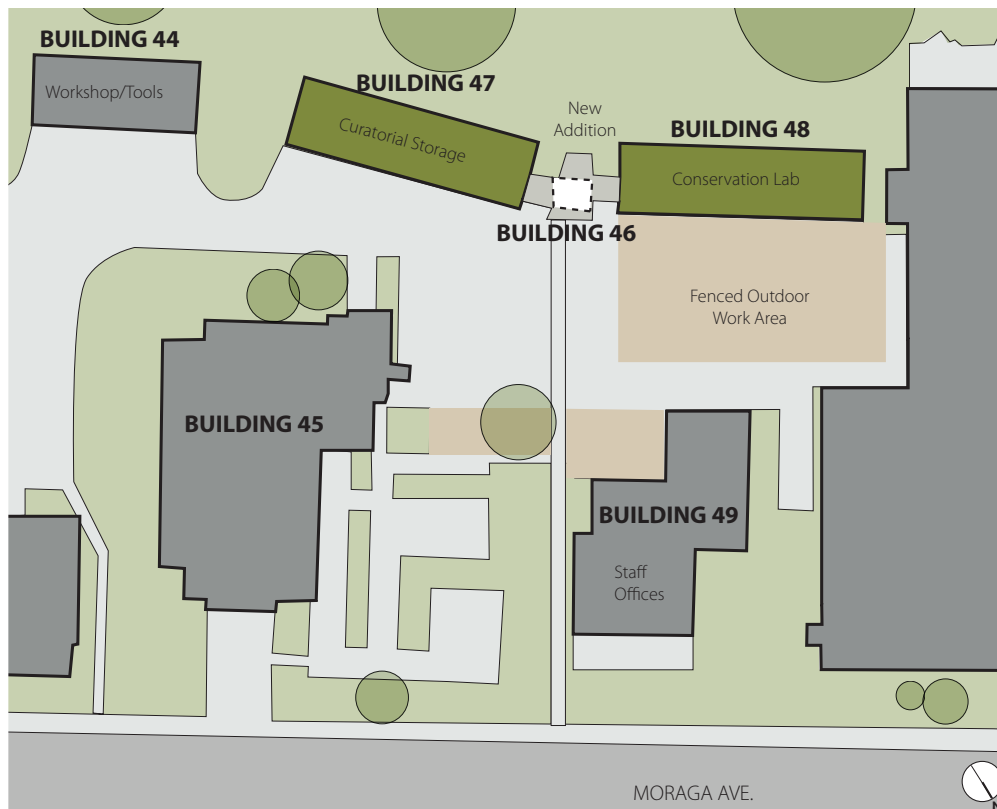 BUILDING 44
Workshop/Tools
BUILDING 47
Curatorial Storage
New
Addition
BUILDING 48
Conservation Lab
BUILDING 46
Fenced Outdoor
Work Area
BUILDING 45
BUILDING 49
Staff
Offices
MORAGA AVE.